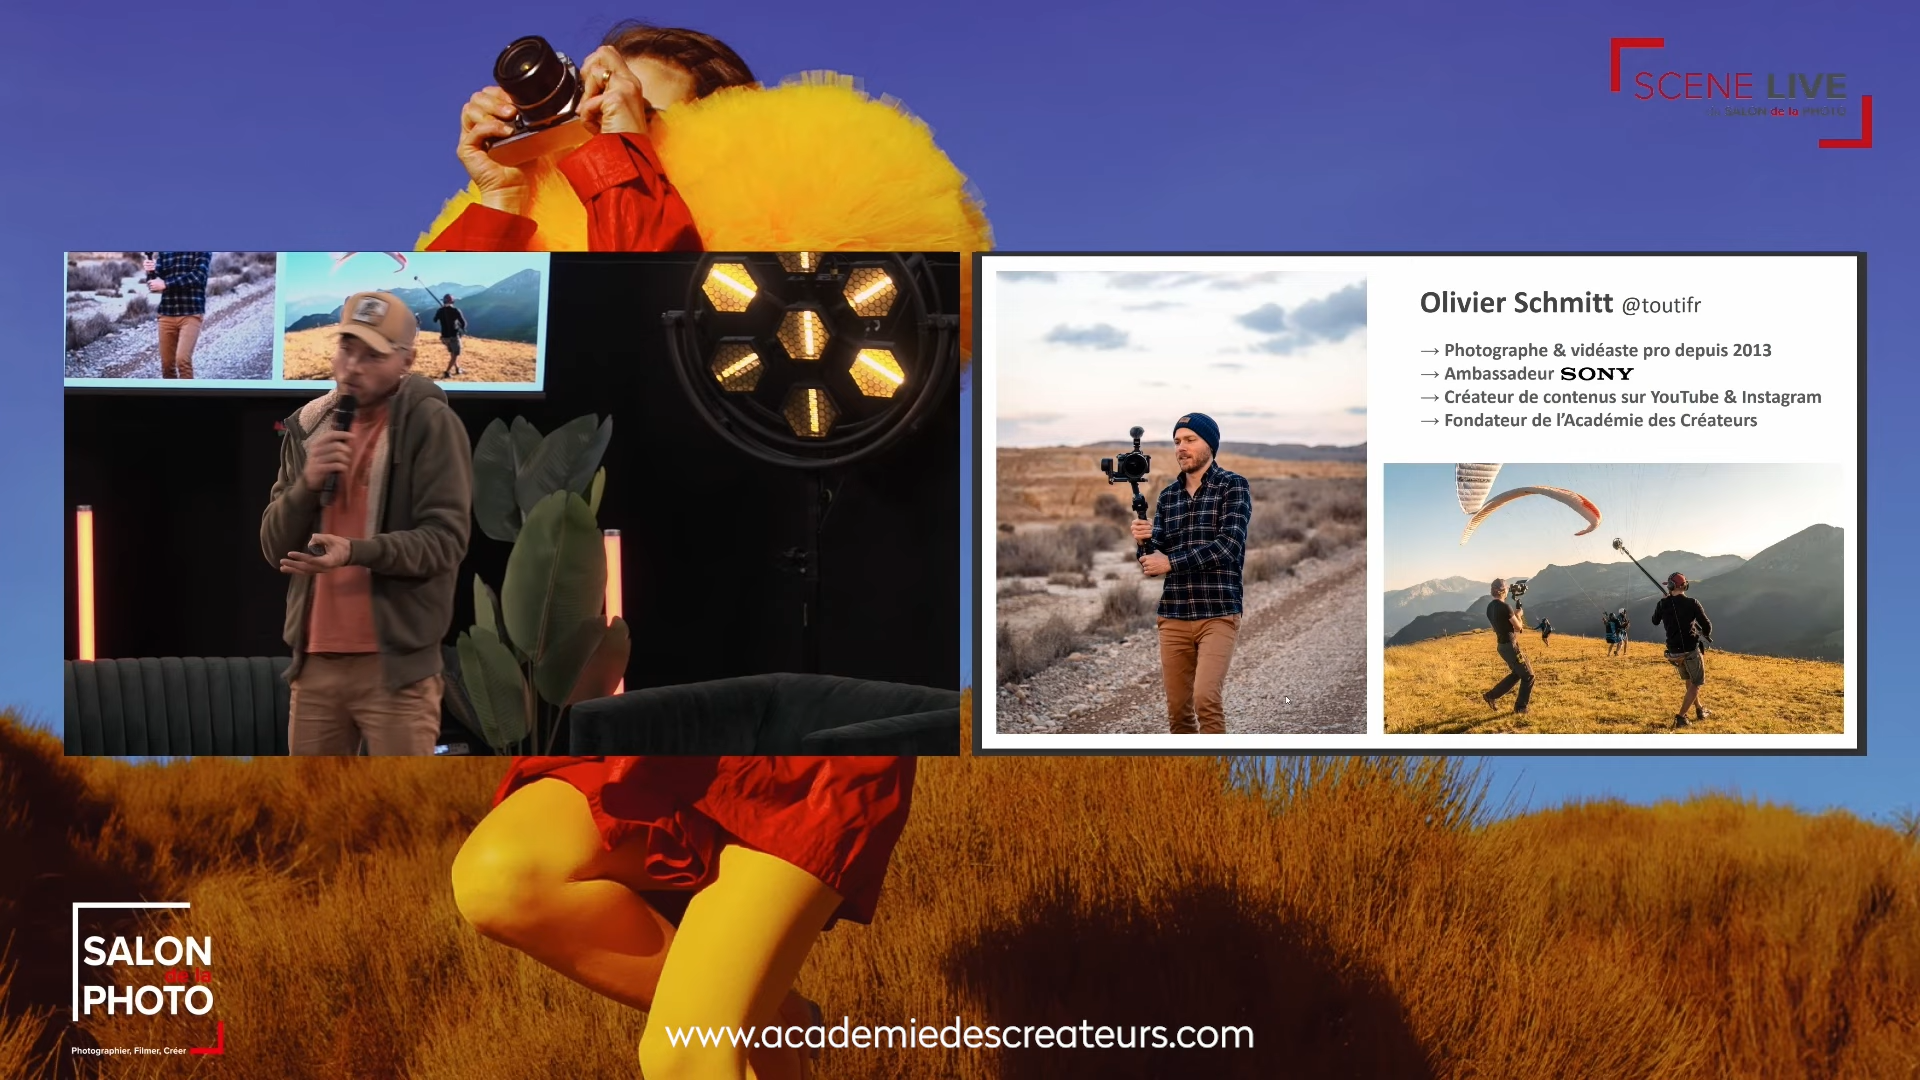 SCENE LIVE
SALON de la PHOTO
Olivier Schmitt @toutifr
→ Photographe & vidéaste pro depuis 2013
→ Ambassadeur SONY
→ Créateur de contenus sur YouTube & Instagram
→ Fondateur de l’Académie des Créateurs
SALON
de la
PHOTO
Photographier, Filmer, Créer
www.academiedescreateurs.com